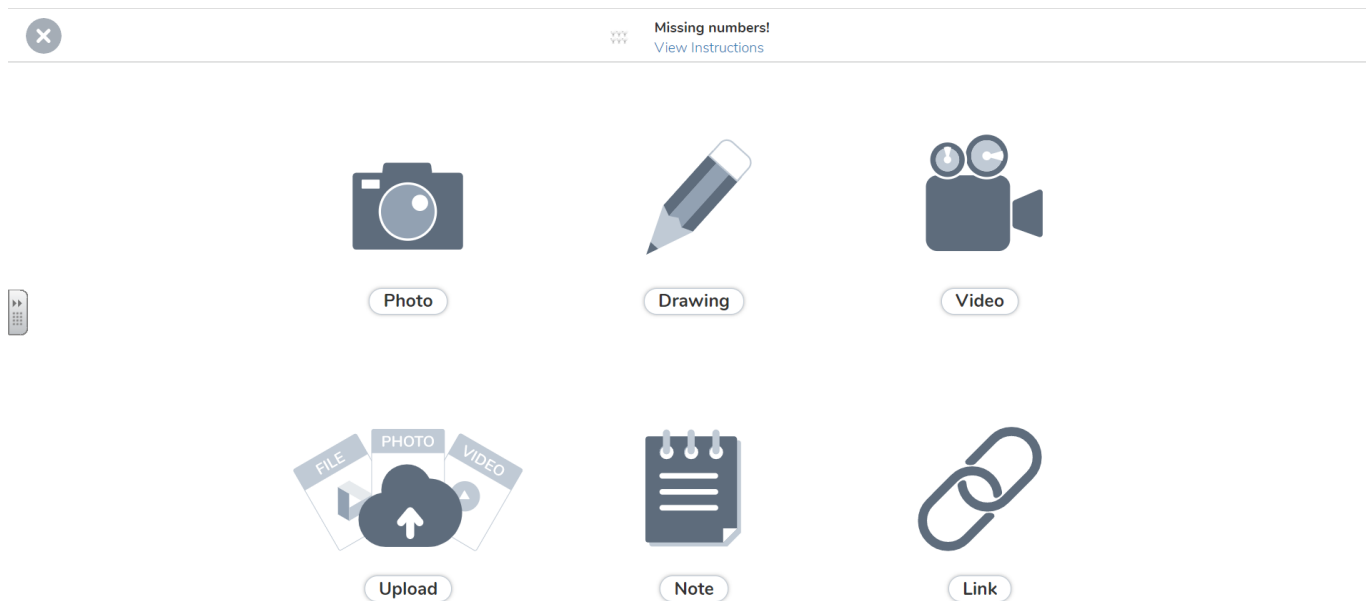 Missing numbers!
View Instructions
Photo
Drawing
Video
FILE
PHOTO
VIDEO
Upload
Note
Link